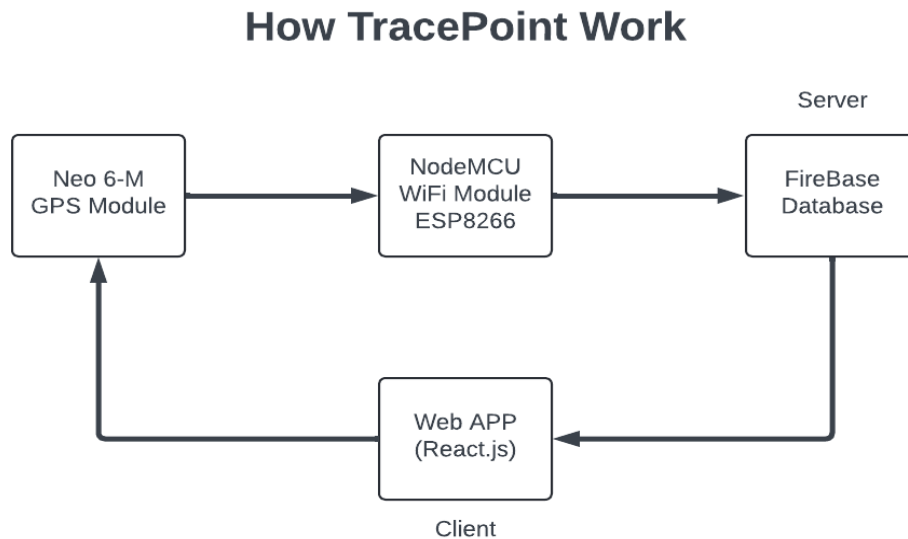 How TracePoint Work
Server
Neo 6-M
GPS Module
NodeMCU
WiFi Module
ESP8266
FireBase
Database
Web APP
(React.js)
Client